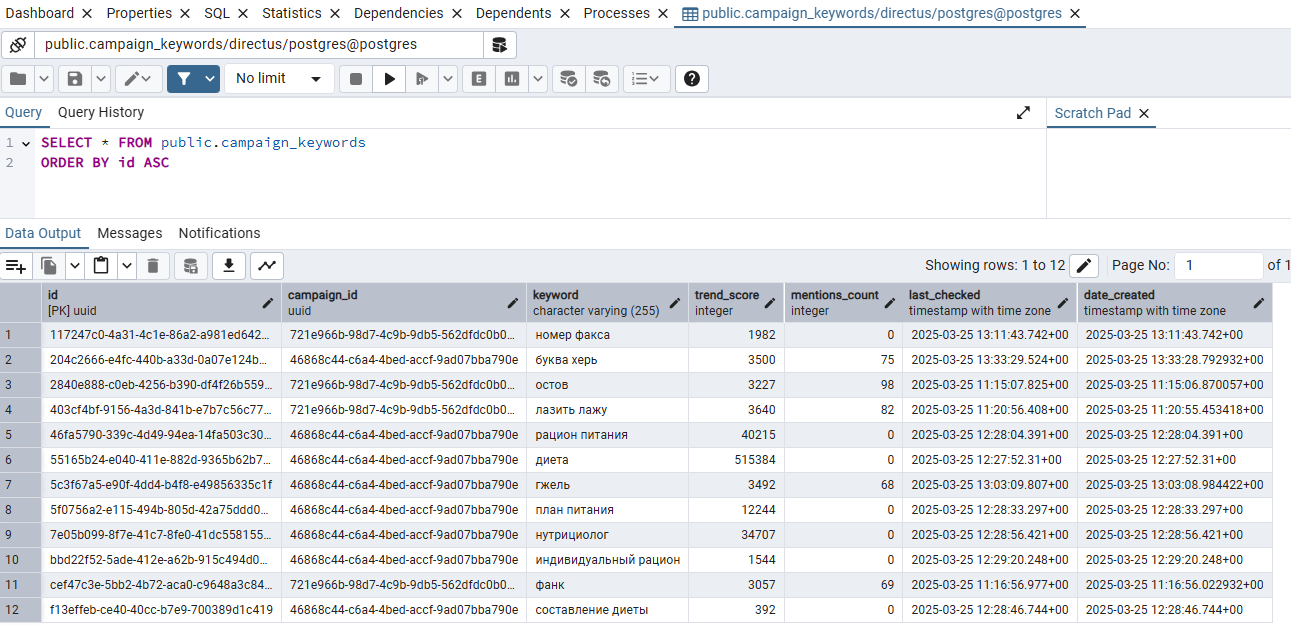 Dashboard Properties SQL Statistics Dependencies Dependents Processes public.campaign_keywords/directus/postgres@postgres
public.campaign_keywords/directus/postgres@postgres
No limit
Query Query History Scratch Pad
1 SELECT * FROM public.campaign_keywords
2 ORDER BY id ASC
Data Output Messages Notifications
Showing rows: 1 to 12 Page No: 1 of 1
id campaign_id keyword trend_score mentions_count last_checked date_created
[PK] uuid uuid character varying (255) integer integer timestamp with time zone timestamp with time zone
1 117247c0-4a31-4c1e-86a2-a981ed642... 721e966b-98d7-4c9b-9db5-562dfdc0b0... номер факса 1982 0 2025-03-25 13:11:43.742+00 2025-03-25 13:11:43.742+00
2 204c2666-e4fc-440b-a33d-0a07e124b... 46868c44-c6a4-4bed-accf-9ad07bba790e буква херь 3500 75 2025-03-25 13:33:29.524+00 2025-03-25 13:33:28.792932+00
3 2840e888-c0eb-4256-b390-df4f26b559... 721e966b-98d7-4c9b-9db5-562dfdc0b0... остов 3227 98 2025-03-25 11:15:07.825+00 2025-03-25 11:15:06.870057+00
4 403cf4bf-9156-4a3d-841b-e7b7c56c77... 721e966b-98d7-4c9b-9db5-562dfdc0b0... лазить лажу 3640 82 2025-03-25 11:20:56.408+00 2025-03-25 11:20:55.453418+00
5 46fa5790-339c-4d49-94ea-14fa503c30... 46868c44-c6a4-4bed-accf-9ad07bba790e рацион питания 40215 0 2025-03-25 12:28:04.391+00 2025-03-25 12:28:04.391+00
6 55165b24-e040-411e-882d-9365b62b7... 46868c44-c6a4-4bed-accf-9ad07bba790e диета 515384 0 2025-03-25 12:27:52.31+00 2025-03-25 12:27:52.31+00
7 5c3f67a5-e90f-4dd4-b4f8-e49856335c1f 46868c44-c6a4-4bed-accf-9ad07bba790e гжель 3492 68 2025-03-25 13:03:09.807+00 2025-03-25 13:03:08.984422+00
8 5f0756a2-e115-494b-805d-42a75ddd0... 46868c44-c6a4-4bed-accf-9ad07bba790e план питания 12244 0 2025-03-25 12:28:33.297+00 2025-03-25 12:28:33.297+00
9 7e05b099-8f7e-41c7-8fe0-41dc558155... 46868c44-c6a4-4bed-accf-9ad07bba790e нутрициолог 34707 0 2025-03-25 12:28:56.421+00 2025-03-25 12:28:56.421+00
10 bbd22f52-5ade-412e-a62b-915c494d0... 46868c44-c6a4-4bed-accf-9ad07bba790e индивидуальный рацион 1544 0 2025-03-25 12:29:20.248+00 2025-03-25 12:29:20.248+00
11 cef47c3e-5bb2-4b72-aca0-c9648a3c84... 721e966b-98d7-4c9b-9db5-562dfdc0b0... фанк 3057 69 2025-03-25 11:16:56.977+00 2025-03-25 11:16:56.022932+00
12 f13effeb-ce40-40cc-b7e9-700389d1c419 46868c44-c6a4-4bed-accf-9ad07bba790e составление диеты 392 0 2025-03-25 12:28:46.744+00 2025-03-25 12:28:46.744+00